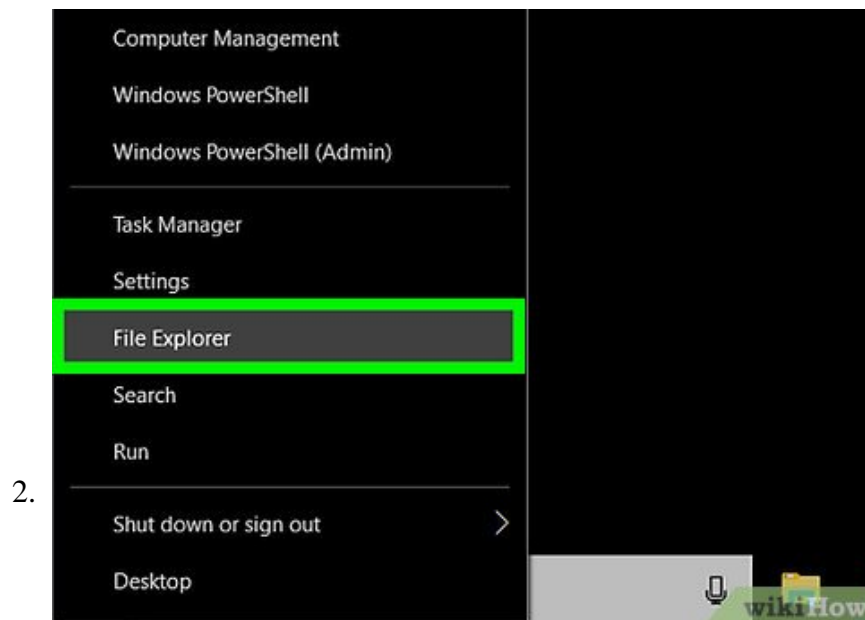 Computer Management
Windows PowerShell
Windows PowerShell (Admin)
Task Manager
Settings
File Explorer
Search
Run
2.
Shut down or sign out
Desktop
wikiHow